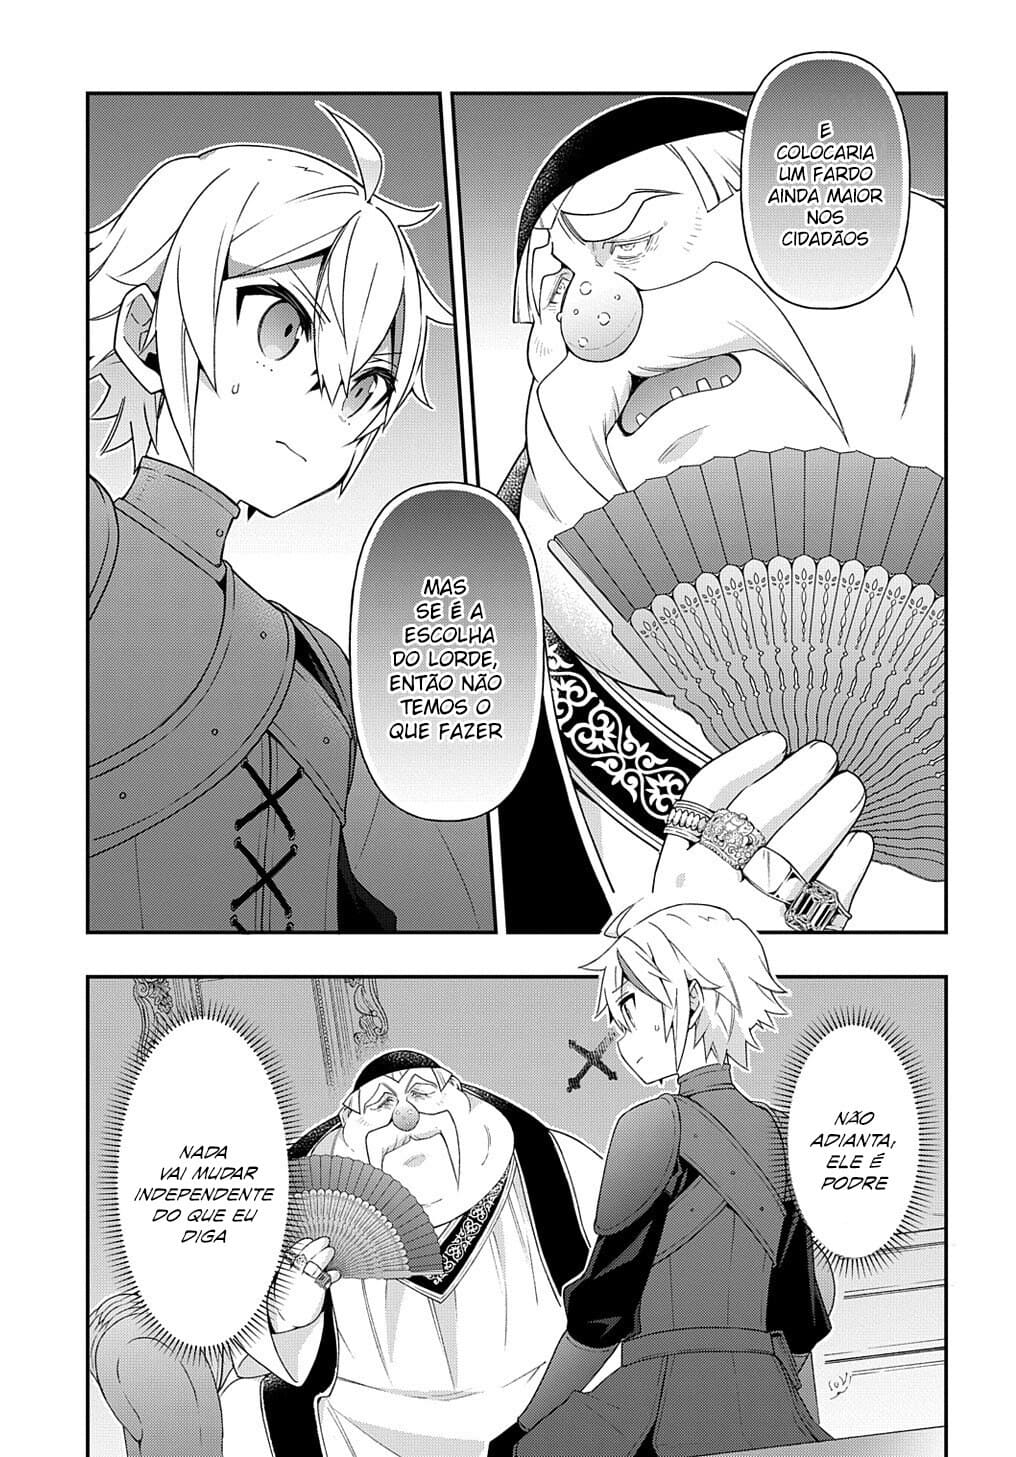 E
COLOCARIA
UM FARDO
AINDA MAIOR
NOS
CIDADÃOS
MAS
SE É A
ESCOLHA
DO LORDE,
ENTÃO NÃO
TEMOS O
QUE FAZER
NÃO
ADIANTA;
ELE É
PODRE
NADA
VAI MUDAR
INDEPENDENTE
DO QUE EU
DIGA